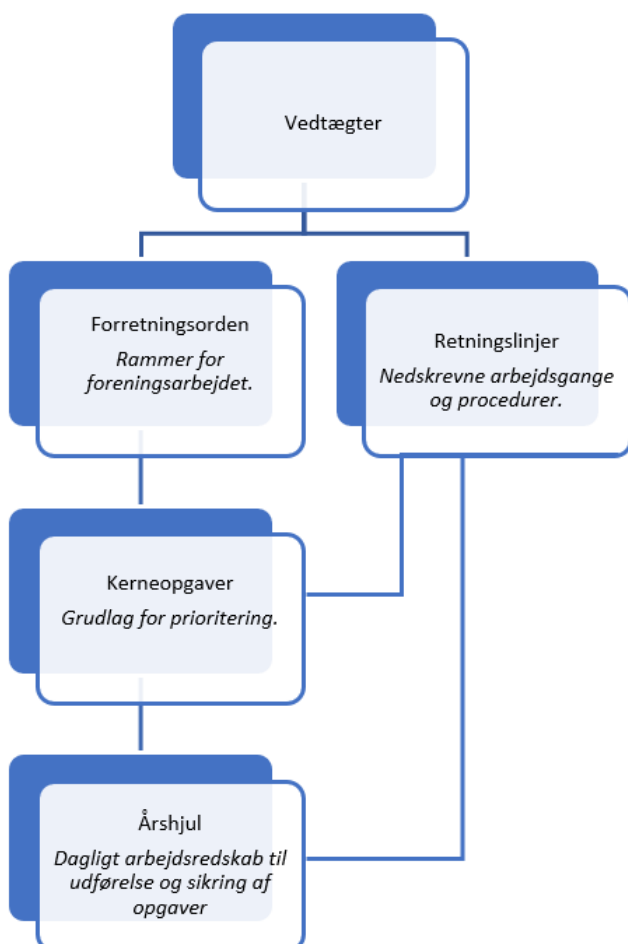 Vedtægter
Forretningsorden
Rammer for
foreningsarbejdet.
Retningslinjer
Nedskrevne arbejdsgange
og procedurer.
Kerneopgaver
Grudlag for prioritering.
Årshjul
Dagligt arbejdsredskab til
udførelse og sikring af
opgaver